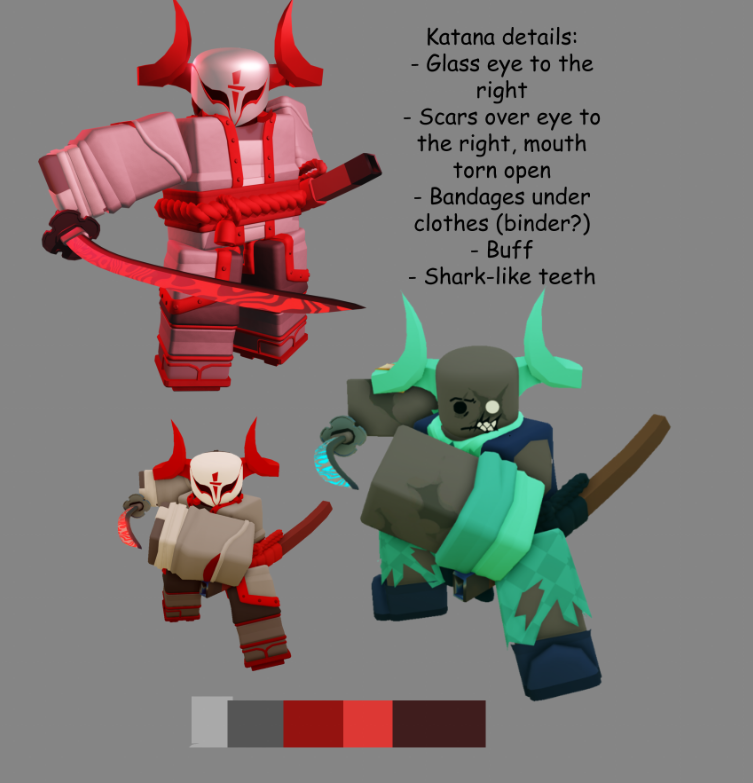 Katana details:
- Glass eye to the
right
- Scars over eye to
the right, mouth
torn open
- Bandages under
clothes (binder?)
- Buff
- Shark-like teeth